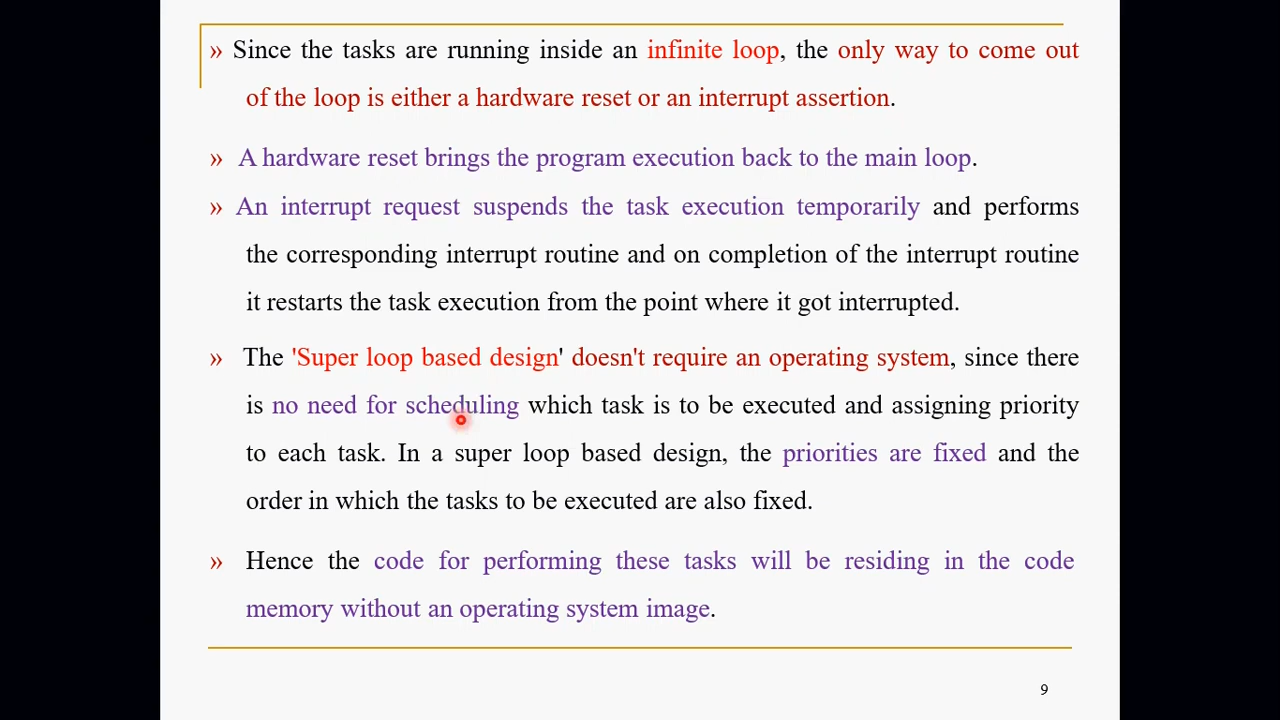 » Since the tasks are running inside an infinite loop, the only way to come out
of the loop is either a hardware reset or an interrupt assertion.
» A hardware reset brings the program execution back to the main loop.
» An interrupt request suspends the task execution temporarily and performs
the corresponding interrupt routine and on completion of the interrupt routine
it restarts the task execution from the point where it got interrupted.
» The 'Super loop based design' doesn't require an operating system, since there
is no need for scheduling which task is to be executed and assigning priority
to each task. In a super loop based design, the priorities are fixed and the
order in which the tasks to be executed are also fixed.
» Hence the code for performing these tasks will be residing in the code
memory without an operating system image.
9